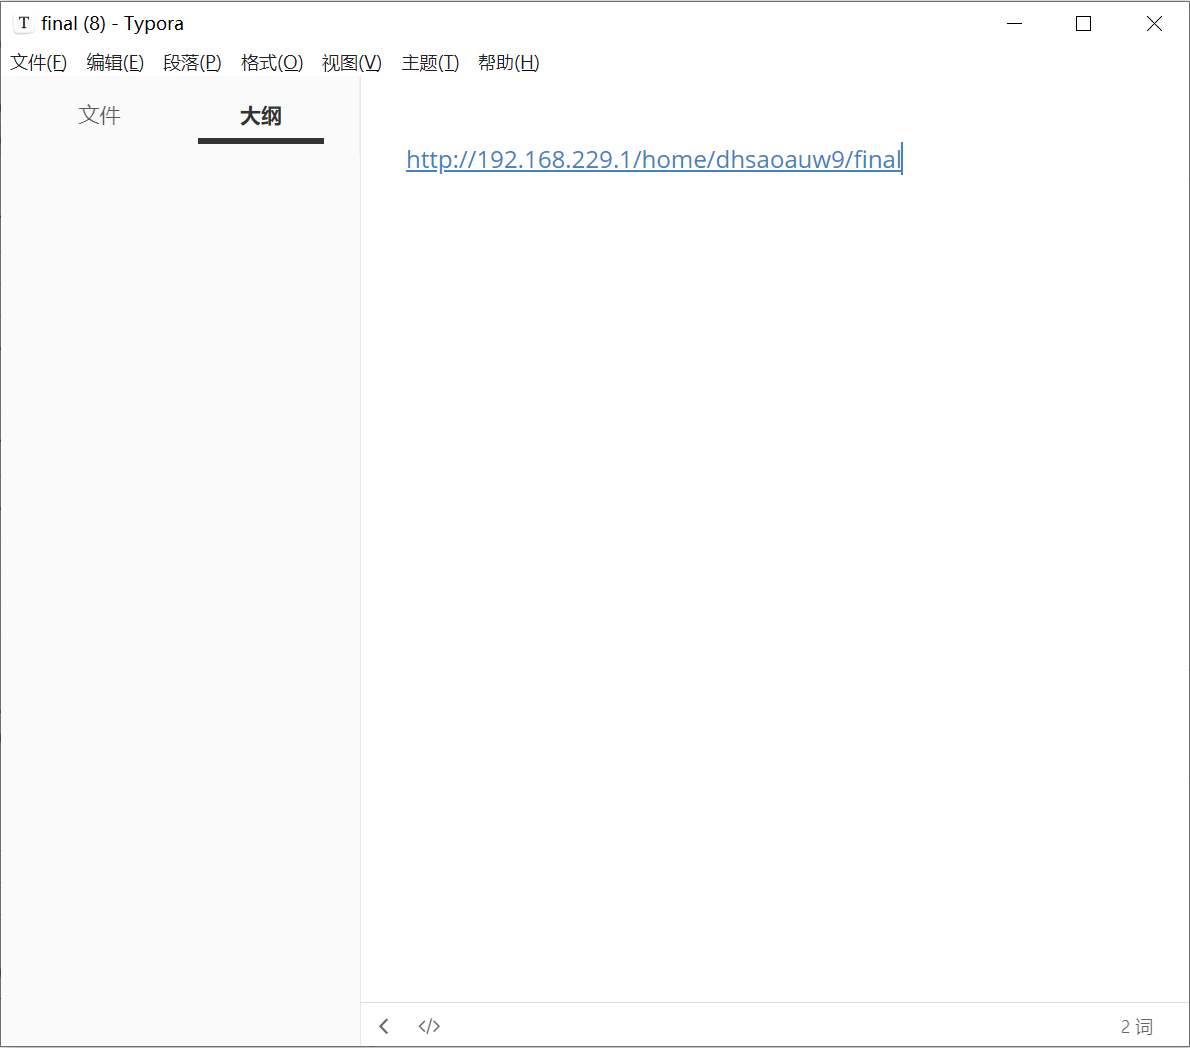 T final (8) - Typora
文件(F) 编辑(E) 段落(P) 格式(O) 视图(V) 主题(T) 帮助(H)
文件 大纲
http://192.168.229.1/home/dhsaoauw9/final
</> 2 词